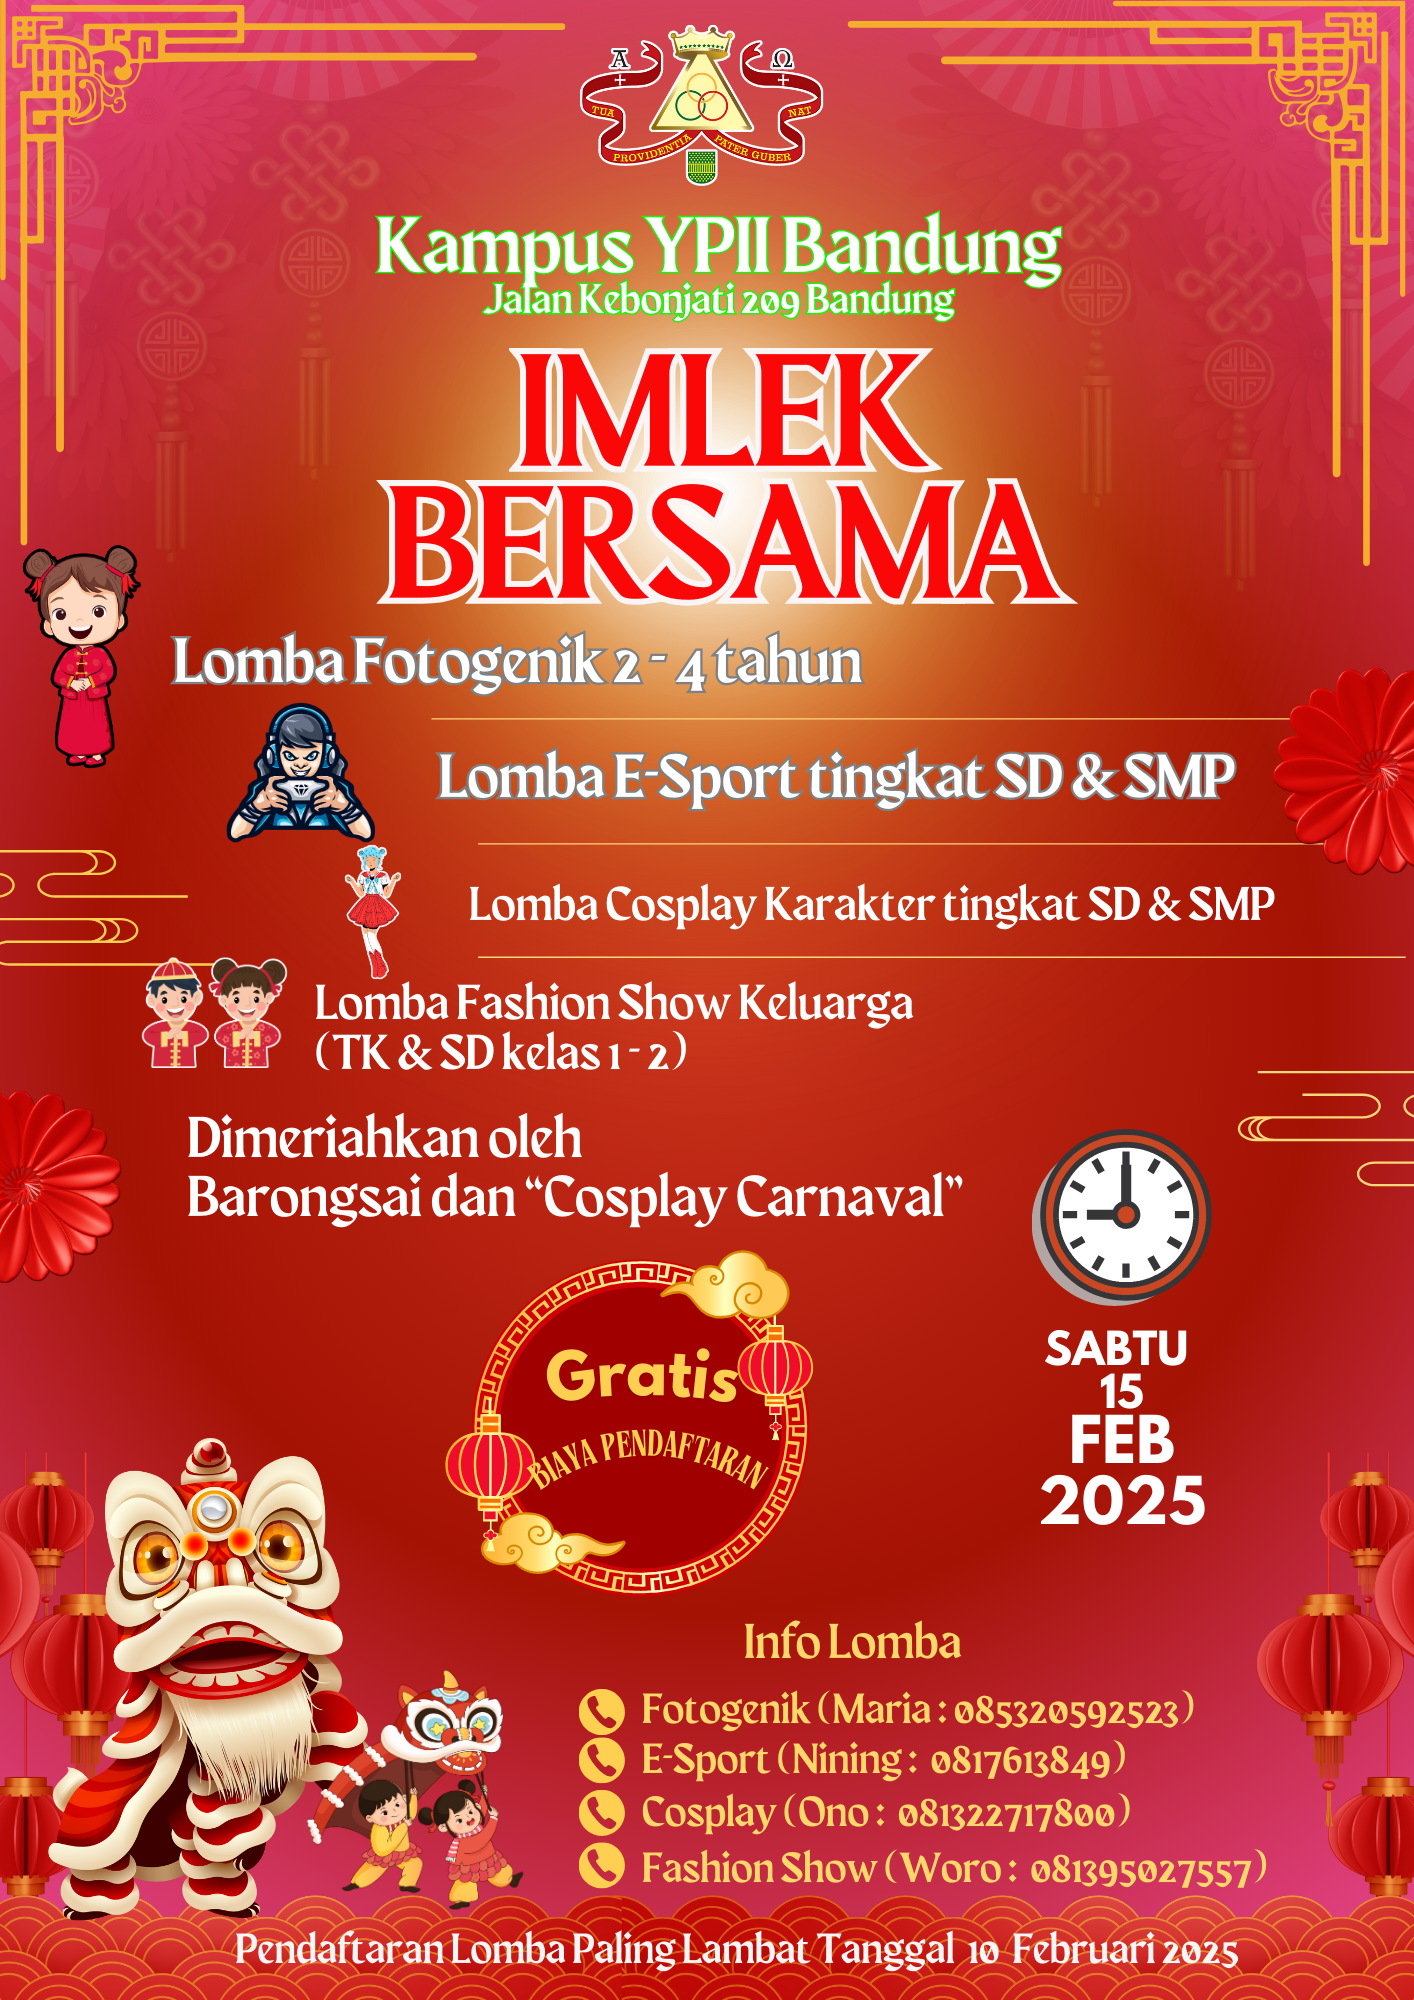 Α Ω
TUA NAT
PROVIDENTIA PATER GUBER
Kampus YPII Bandung
Jalan Kebonjati 209 Bandung
IMLEK
BERSAMA
Lomba Fotogenik 2 - 4 tahun
Lomba E-Sport tingkat SD & SMP
Lomba Cosplay Karakter tingkat SD & SMP
Lomba Fashion Show Keluarga
(TK & SD kelas 1 - 2)
Dimeriahkan oleh
Barongsai dan “Cosplay Carnaval”
Gratis
BIAYA PENDAFTARAN
SABTU
15
FEB
2025
Info Lomba
Fotogenik (Maria : 085320592523)
E-Sport (Nining : 0817613849)
Cosplay (Ono : 081322717800)
Fashion Show (Woro : 081395027557)
Pendaftaran Lomba Paling Lambat Tanggal 10 Februari 2025